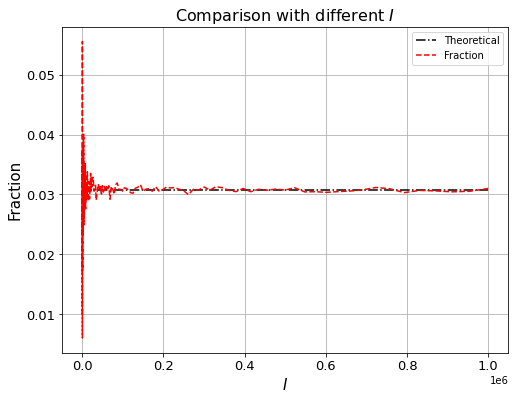 Comparison with different I
Theoretical
Fraction
0.05
0.04
0.03
0.02
0.01
Fraction
0.0 0.2 0.4 0.6 0.8 1.0
1e6
I